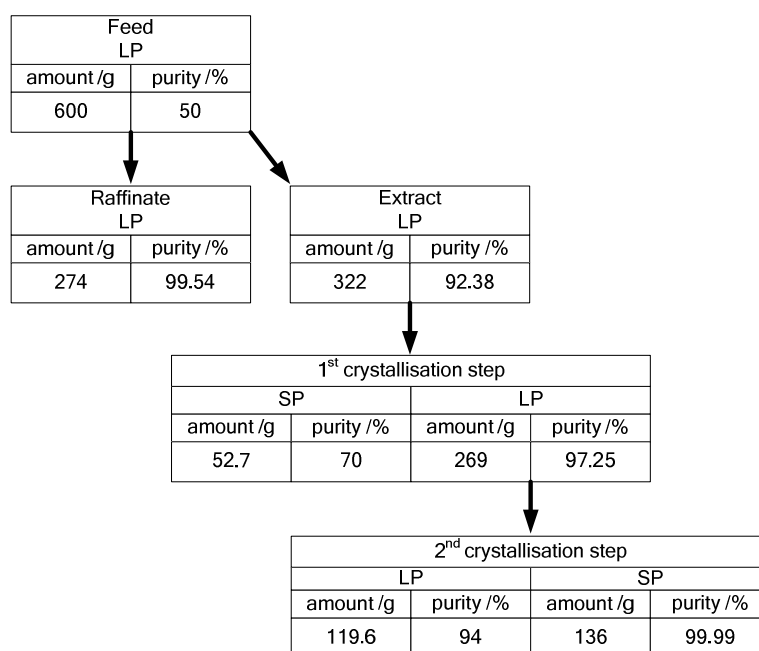 Feed
LP
amount /g purity /%
600 50
Raffinate
LP
amount /g purity /%
274 99.54
Extract
LP
amount /g purity /%
322 92.38
1st crystallisation step
SP LP
amount /g purity /% amount /g purity /%
52.7 70 269 97.25
2nd crystallisation step
LP SP
amount /g purity /% amount /g purity /%
119.6 94 136 99.99